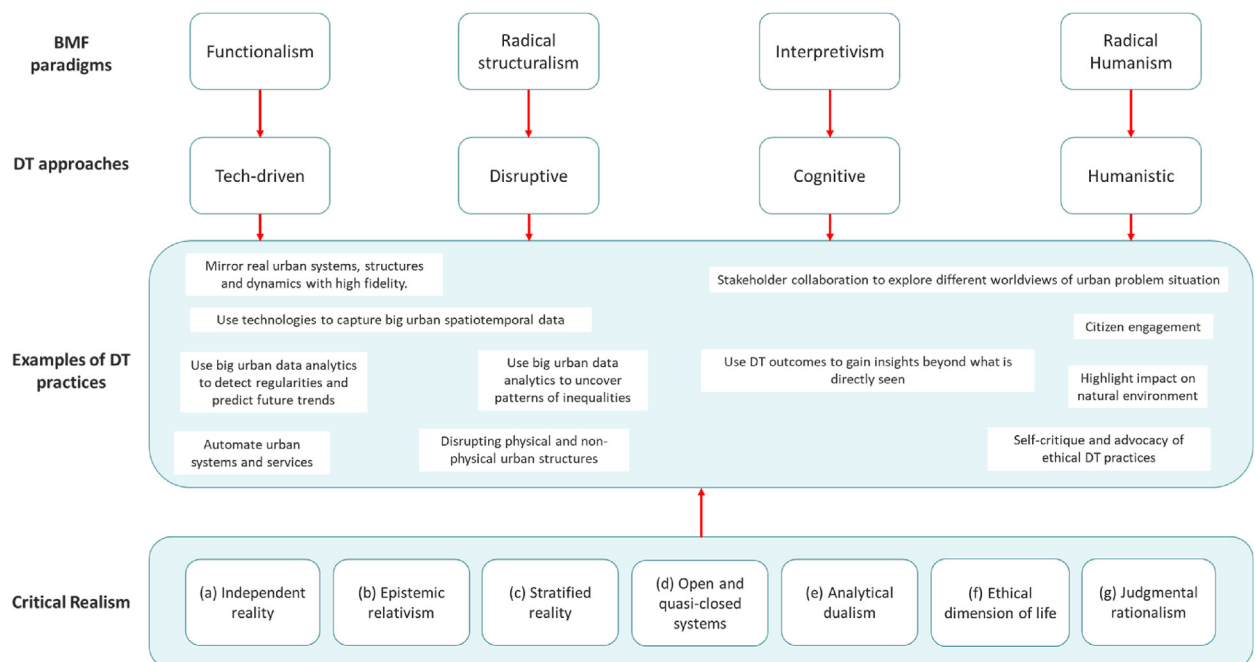 BMF
paradigms
Functionalism
Radical
structuralism
Interpretivism
Radical
Humanism
DT approaches
Tech-driven
Disruptive
Cognitive
Humanistic
Examples of DT
practices
Mirror real urban systems, structures
and dynamics with high fidelity.
Stakeholder collaboration to explore different worldviews of urban problem situation
Use technologies to capture big urban spatiotemporal data
Citizen engagement
Use big urban data analytics
to detect regularities and
predict future trends
Use big urban data
analytics to uncover
patterns of inequalities
Use DT outcomes to gain insights beyond what is
directly seen
Highlight impact on
natural environment
Automate urban
systems and services
Disrupting physical and non-
physical urban structures
Self-critique and advocacy of
ethical DT practices
Critical Realism
(a) Independent
reality
(b) Epistemic
relativism
(c) Stratified
reality
(d) Open and
quasi-closed
systems
(e) Analytical
dualism
(f) Ethical
dimension of life
(g) Judgmental
rationalism